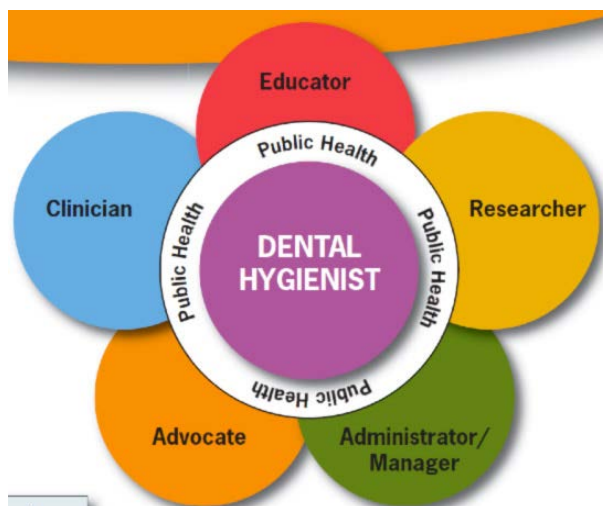 Educator
Public Health
Clinician
Researcher
Public Health
DENTAL
HYGIENIST
Public Health
Public Health
Advocate
Administrator/
Manager